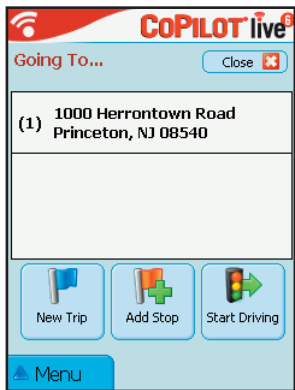 CoPILOT live 6
Going To...
Close
(1) 1000 Herrontown Road
Princeton, NJ 08540
New Trip
Add Stop
Start Driving
Menu